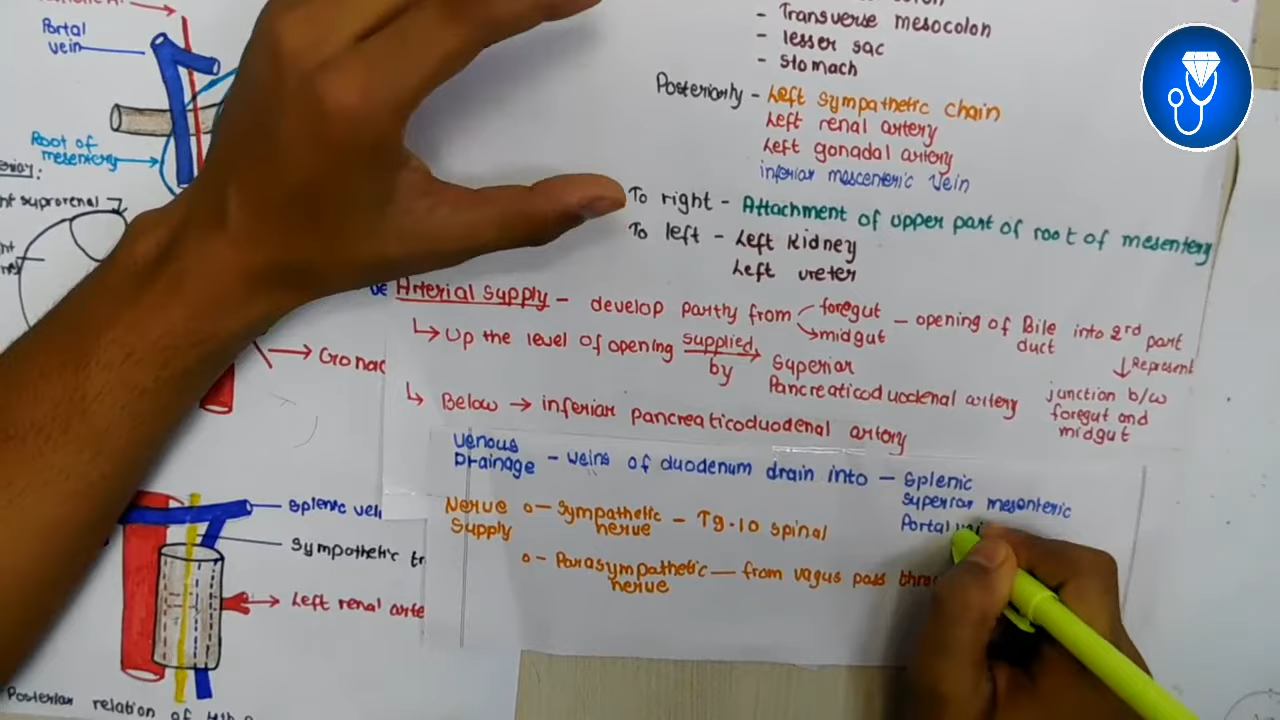 Portal
vein
Root of
mesentery
- Transverse mesocolon
- lesser sac
- Stomach
Posteriorly - Left sympathetic chain
Left renal artery
Left gonadal artery
inferior mescenteric vein
To right - Attachment of upper part of root of mesentery
To left - Left Kidney
Left ureter
Arterial Supply - develop partly from foregut
midgut
- opening of Bile duct into 2nd part
Represent
junction b/w
foregut and
midgut
Up the level of opening supplied by Superior
Pancreaticoduodenal artery
Below → inferior pancreaticoduodenal artery
Venous
Drainage - veins of duodenum drain into - Splenic
Superior mesenteric
Portal
Nerve
Supply
Sympathetic
nerve - T9-10 spinal
Parasympathetic
nerve — from vagus pass
Splenic
Sympathetic
Left renal
Posterior relation of